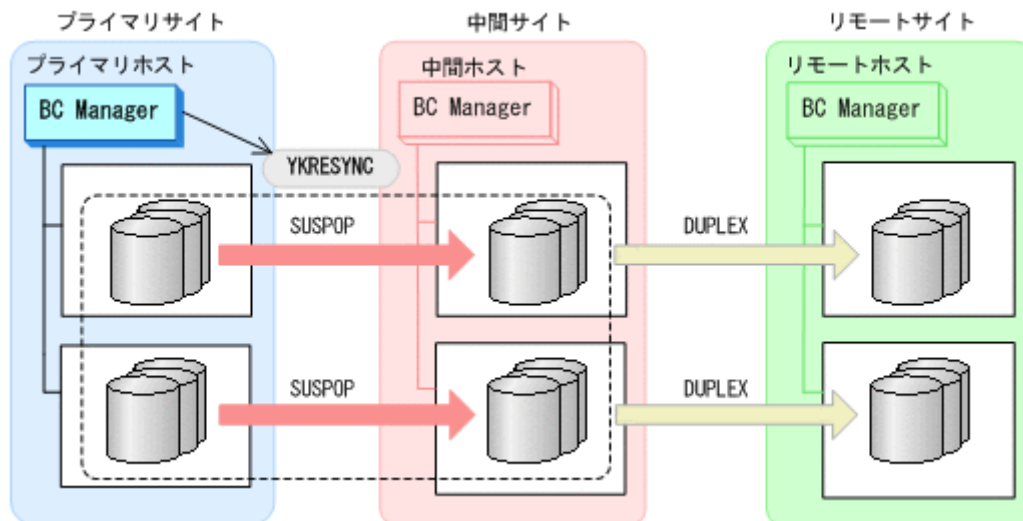 プライマリサイト
中間サイト
リモートサイト
プライマリホスト
中間ホスト
リモートホスト
BC Manager
BC Manager
BC Manager
YKRESYNC
SUSPOP
DUPLEX
SUSPOP
DUPLEX